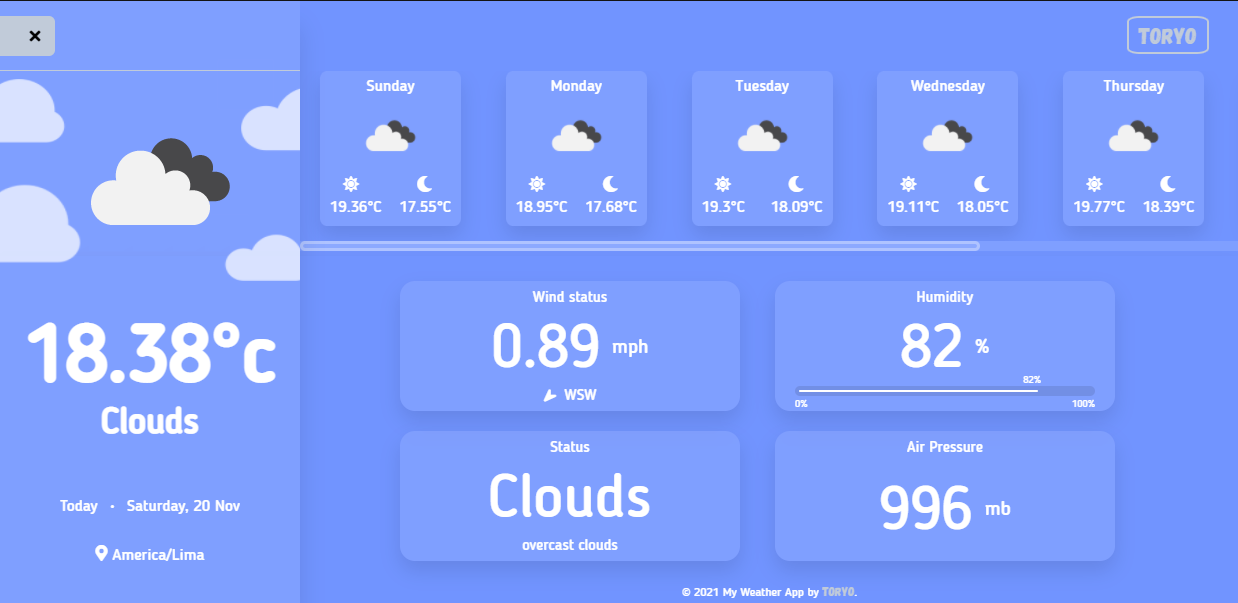 ×
18.38°c
Clouds
Today • Saturday, 20 Nov
America/Lima
TORYO
Sunday
19.36°C 17.55°C
Monday
18.95°C 17.68°C
Tuesday
19.3°C 18.09°C
Wednesday
19.11°C 18.05°C
Thursday
19.77°C 18.39°C
Wind status
0.89 mph
WSW
Humidity
82 %
82%
0% 100%
Status
Clouds
overcast clouds
Air Pressure
996 mb
© 2021 My Weather App by TORYO.